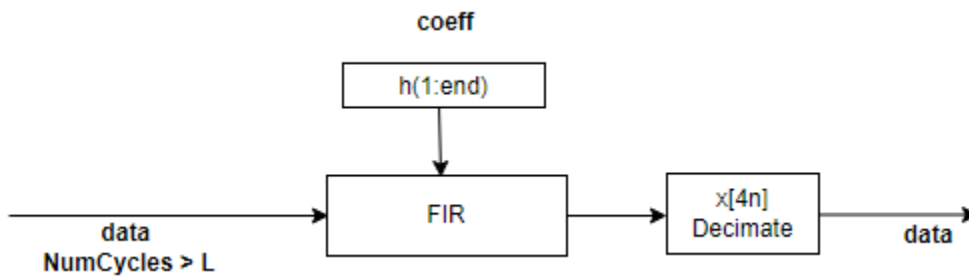 coeff
h(1:end)
FIR
x[4n]
Decimate
data
NumCycles > L
data